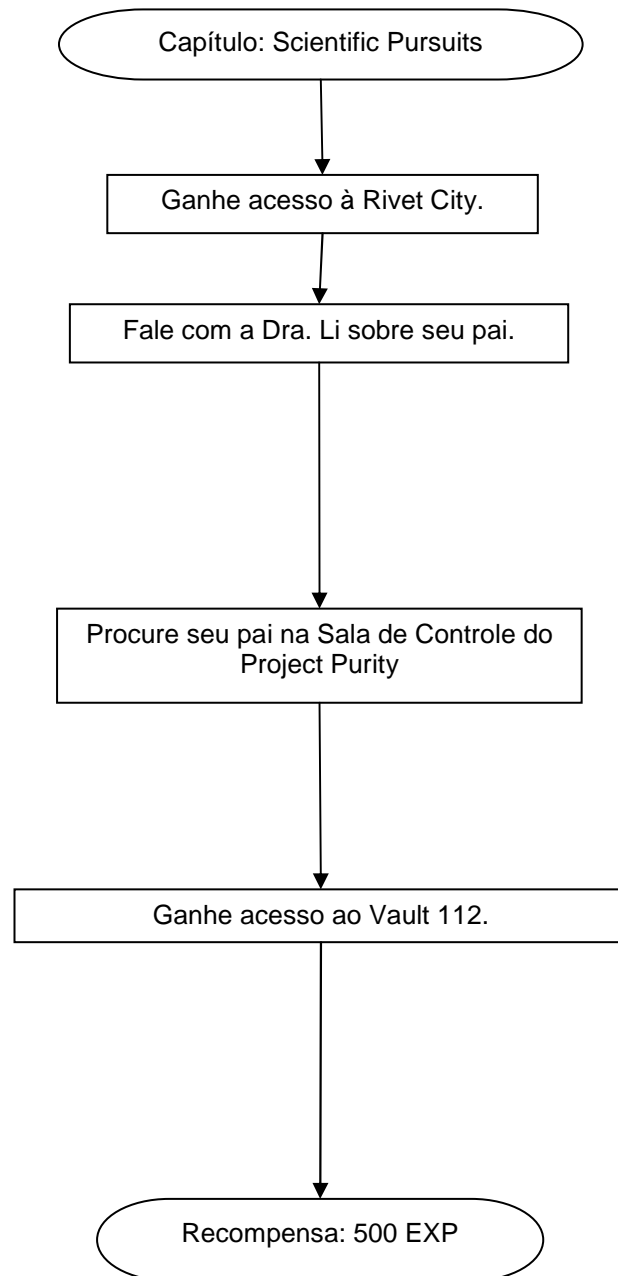 Capítulo: Scientific Pursuits
Ganhe acesso à Rivet City.
Fale com a Dra. Li sobre seu pai.
Procure seu pai na Sala de Controle do
Project Purity
Ganhe acesso ao Vault 112.
Recompensa: 500 EXP